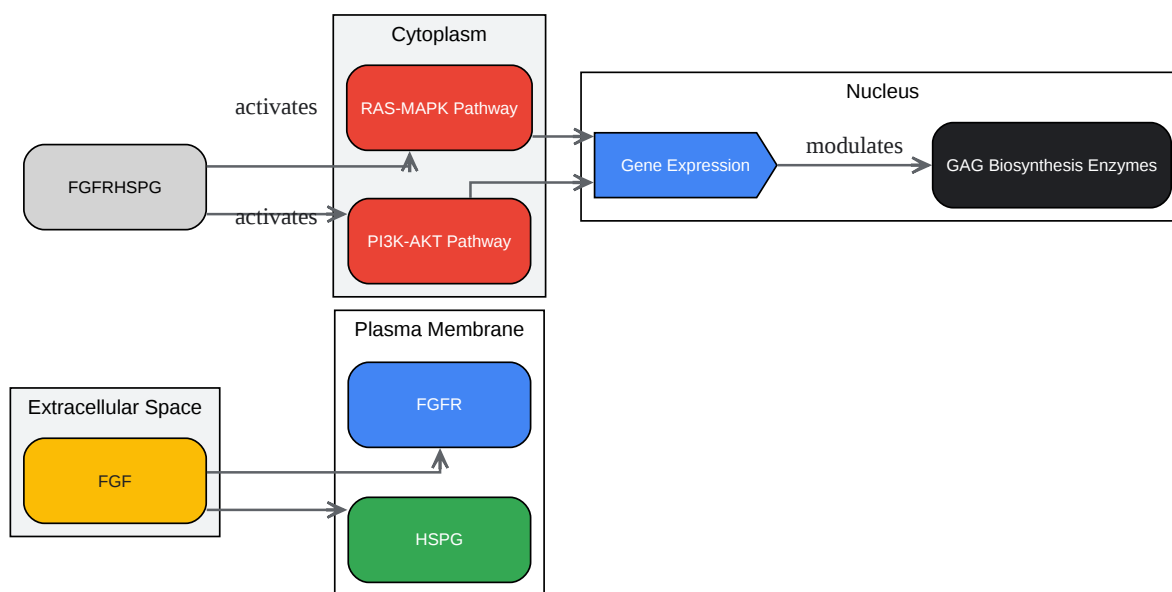 Cytoplasm
RAS-MAPK Pathway
activates
FGFRHSPG
activates
PI3K-AKT Pathway
Nucleus
Gene Expression
modulates
GAG Biosynthesis Enzymes
Plasma Membrane
FGFR
Extracellular Space
FGF
HSPG